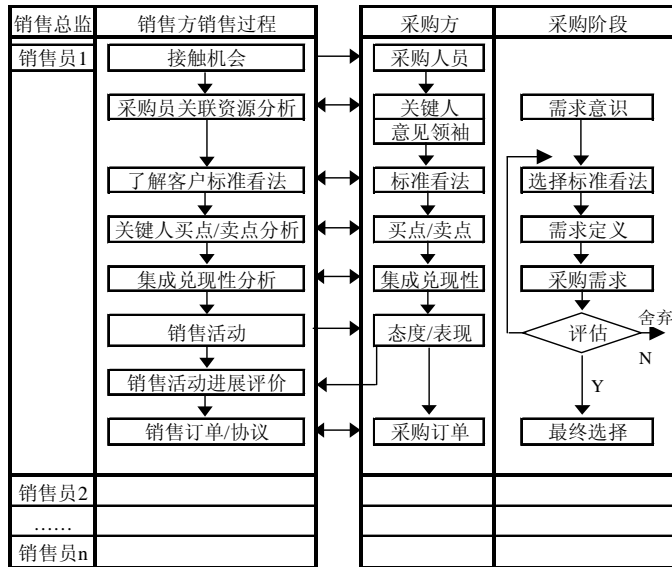 销售总监 销售方销售过程 采购方 采购阶段
销售员1 接触机会 采购人员
采购员关联资源分析 关键人 需求意识
意见领袖
了解客户标准看法 标准看法 选择标准看法
关键人买点/卖点分析 买点/卖点 需求定义
集成兑现性分析 集成兑现性 采购需求
舍弃
销售活动 态度/表现 评估
N
销售活动进展评价 Y
销售订单/协议 采购订单 最终选择
销售员2
……
销售员n